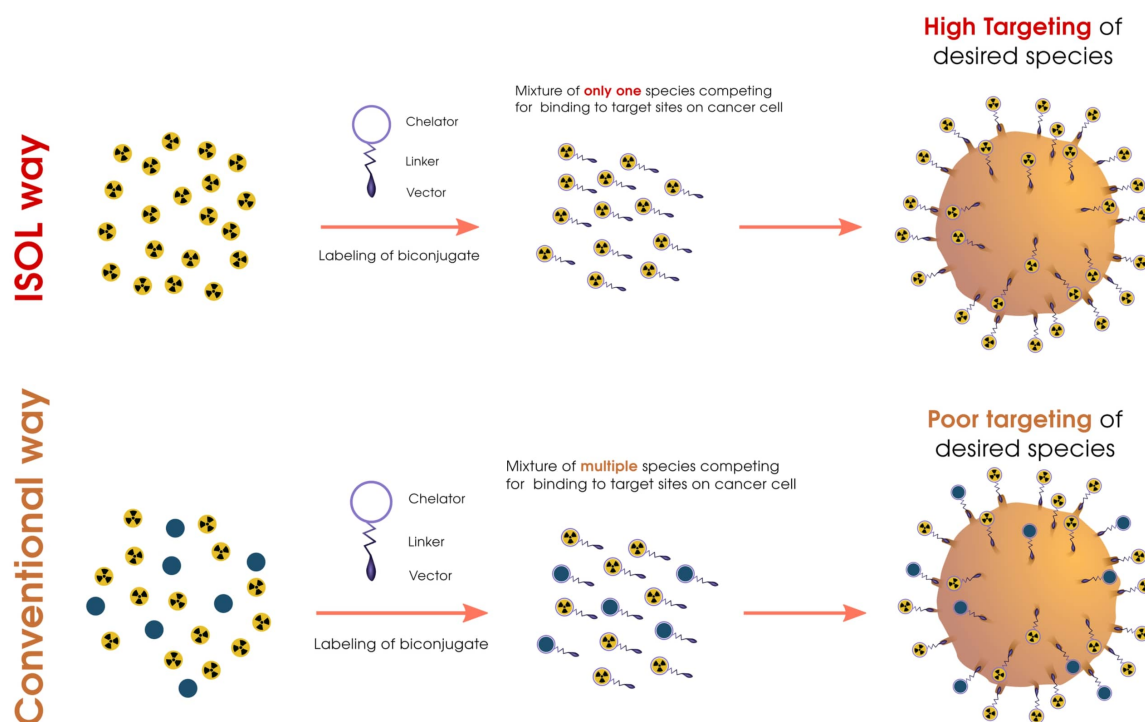 ISOL way
Chelator
Linker
Vector
Labeling of biconjugate
Mixture of only one species competing
for binding to target sites on cancer cell
High Targeting of
desired species
Conventional way
Chelator
Linker
Vector
Labeling of biconjugate
Mixture of multiple species competing
for binding to target sites on cancer cell
Poor targeting of
desired species